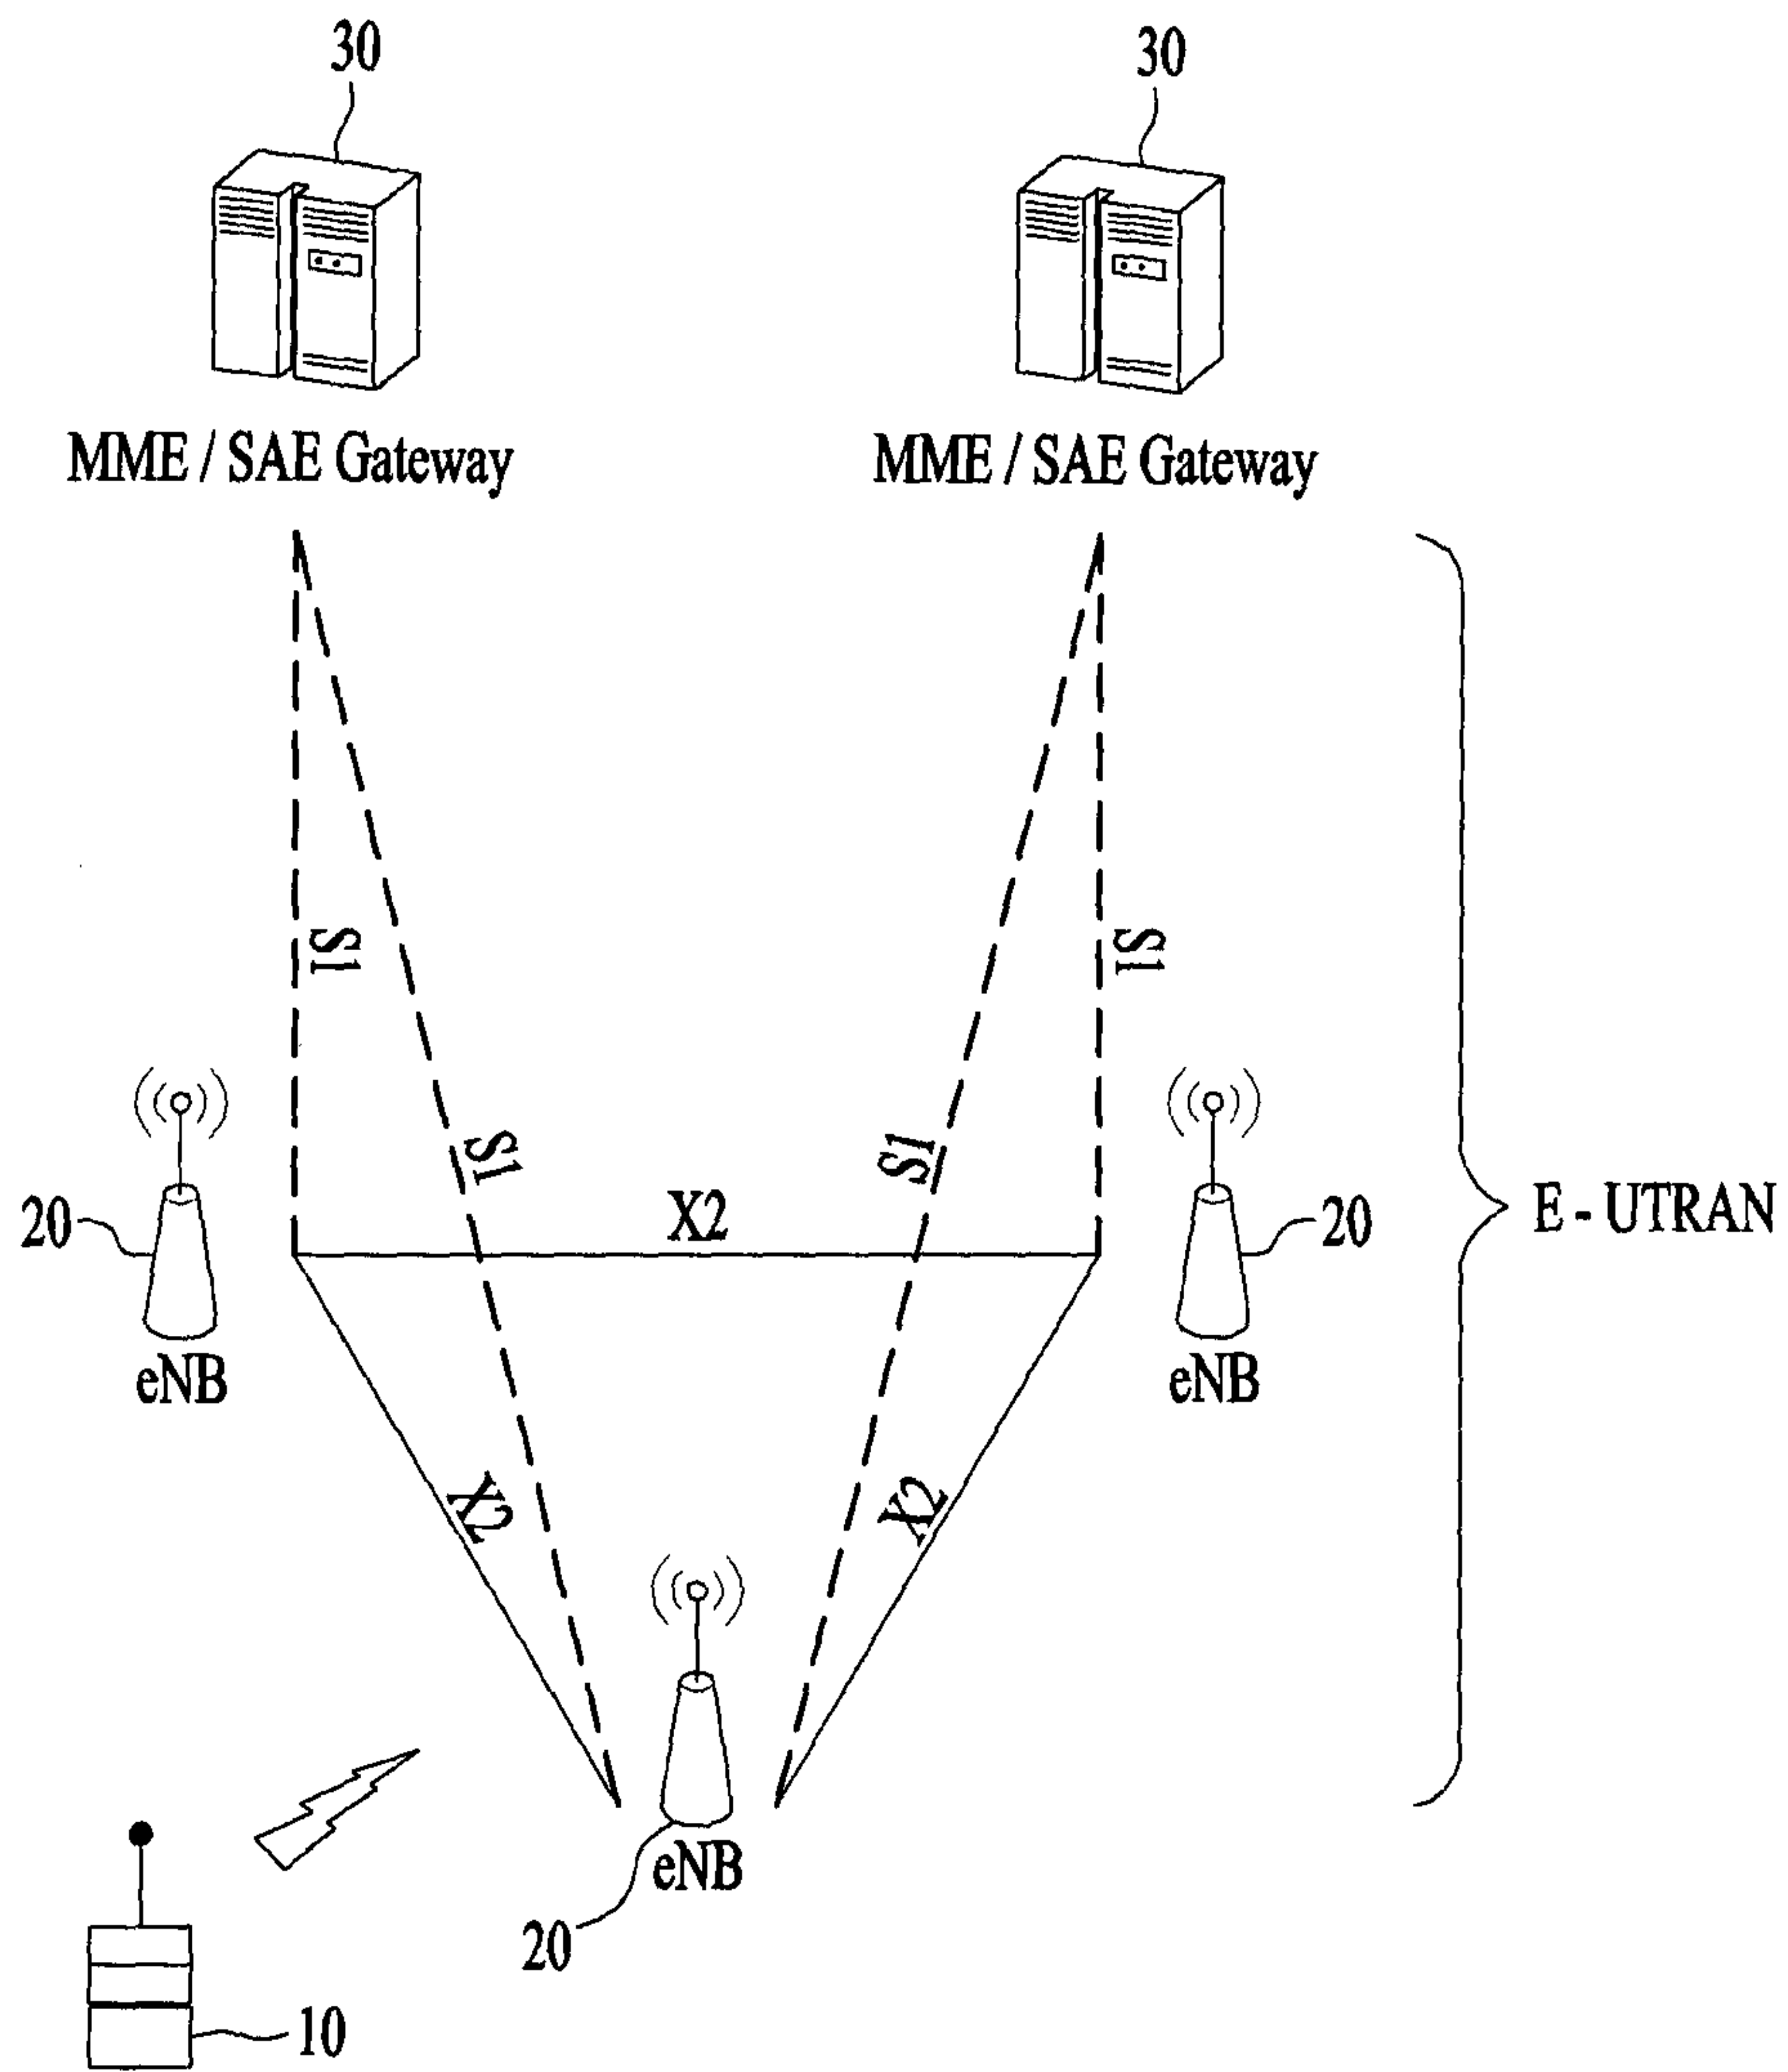 30
30
MME / SAE Gateway
MME / SAE Gateway
S1
S1
S1
S1
X2
20
20
E - UTRAN
eNB
eNB
X2
X2
eNB
20
10